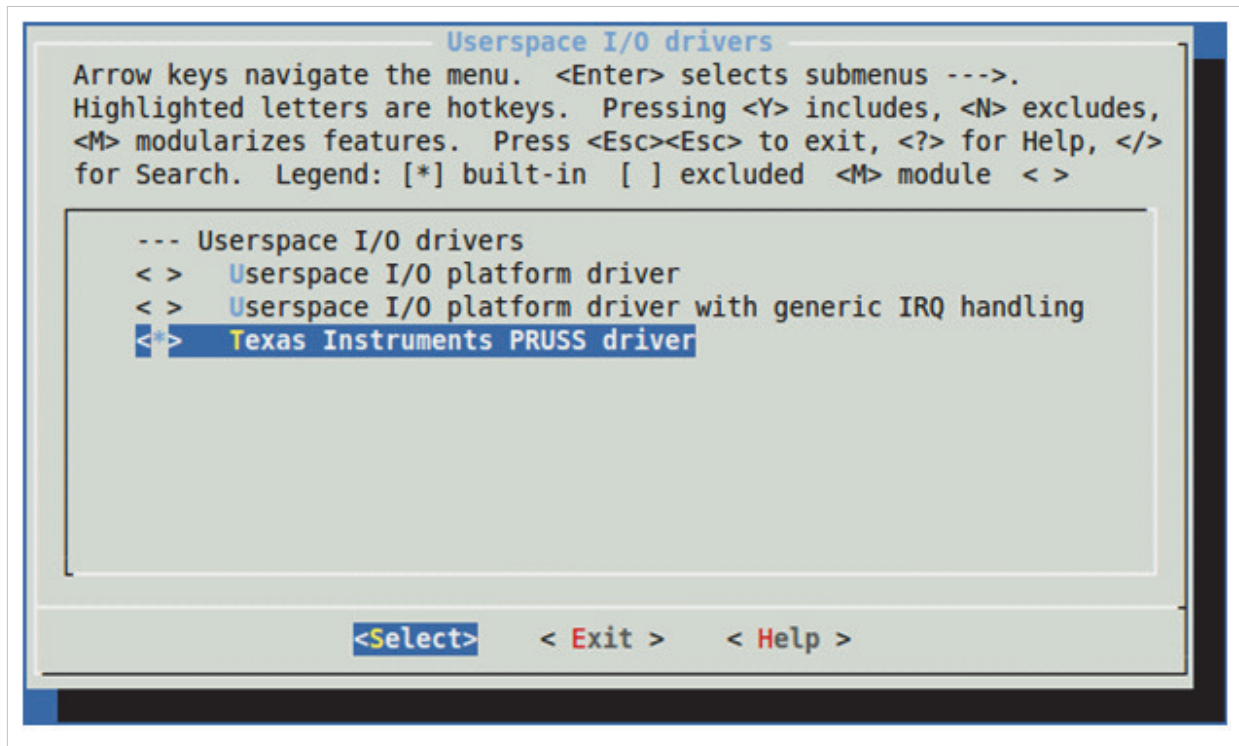 Userspace I/O drivers
Arrow keys navigate the menu.  <Enter> selects submenus --->.
Highlighted letters are hotkeys.  Pressing <Y> includes, <N> excludes,
<M> modularizes features.  Press <Esc><Esc> to exit, <?> for Help, </>
for Search.  Legend: [*] built-in  [ ] excluded  <M> module  < >
--- Userspace I/O drivers
< >   Userspace I/O platform driver
< >   Userspace I/O platform driver with generic IRQ handling
<*>   Texas Instruments PRUSS driver
<Select>    < Exit >    < Help >